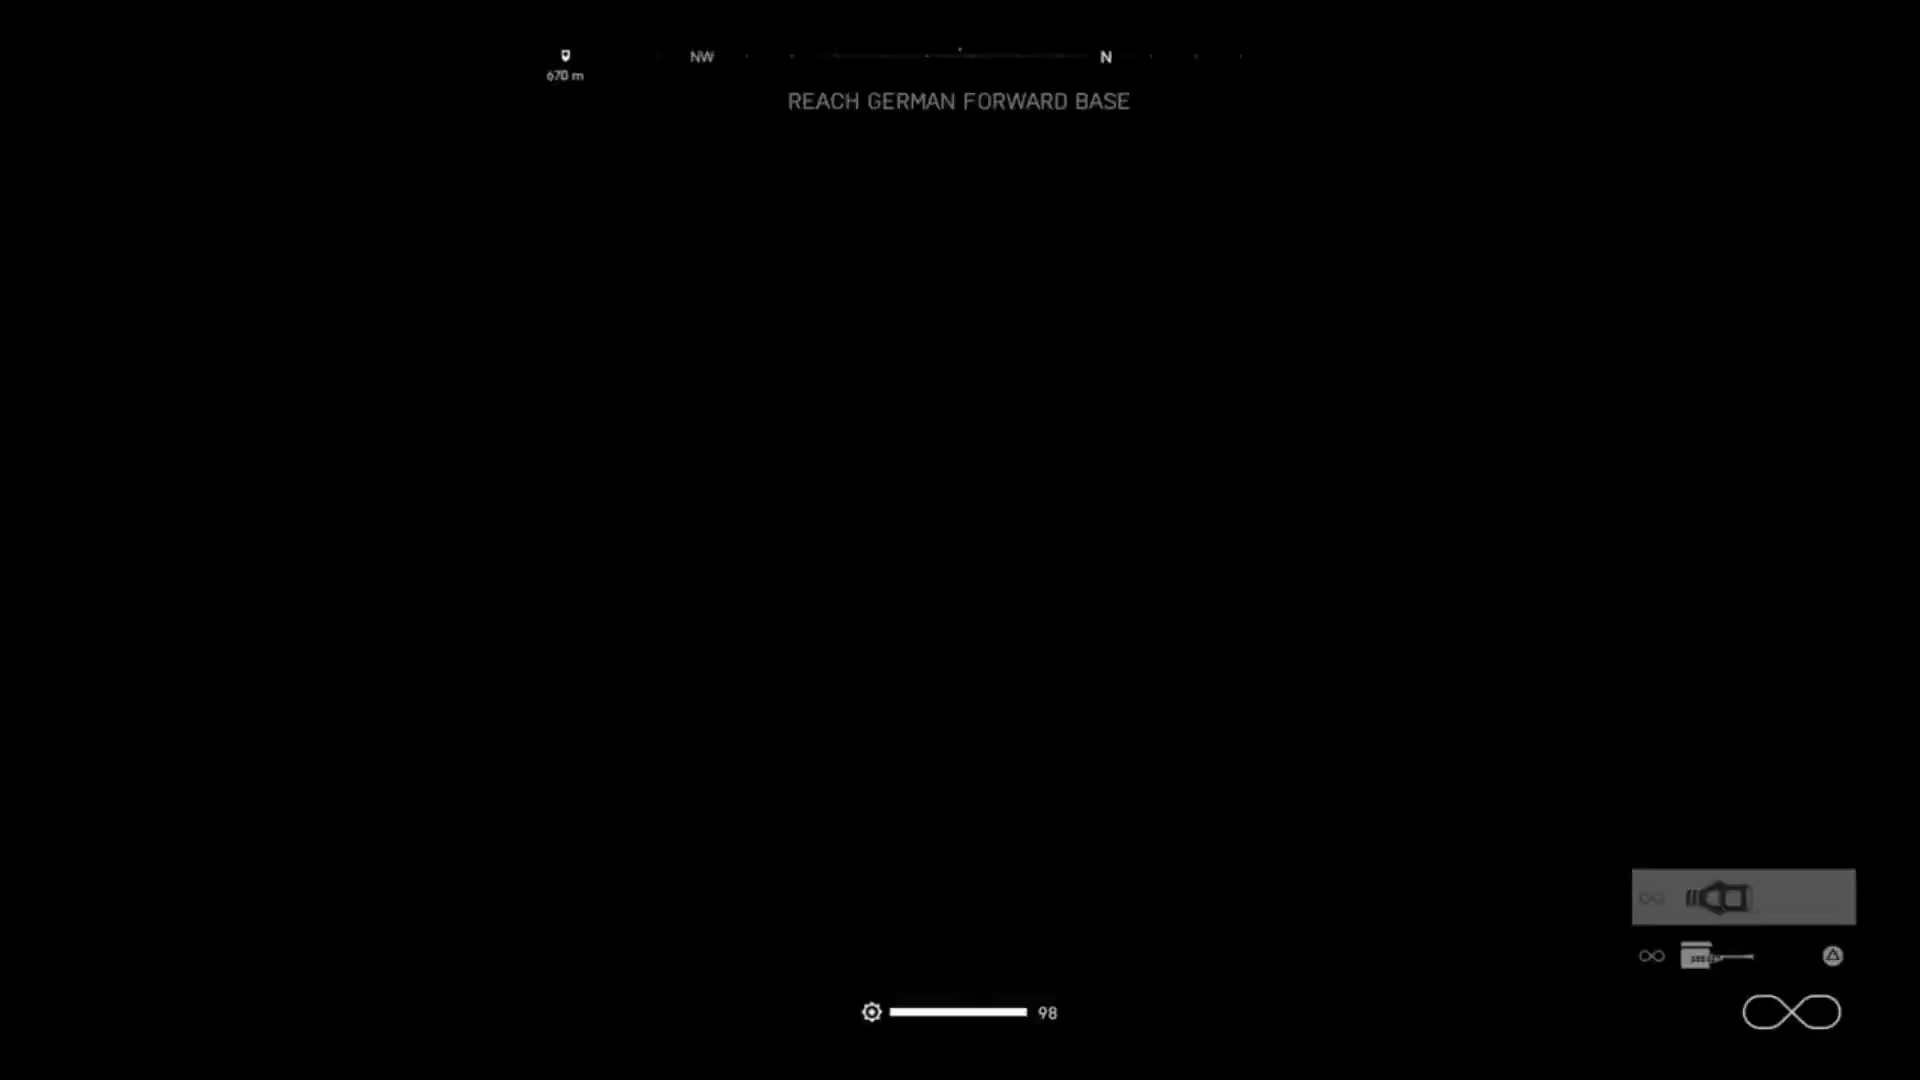 NW N
670 m
REACH GERMAN FORWARD BASE
∞
∞
98 ∞